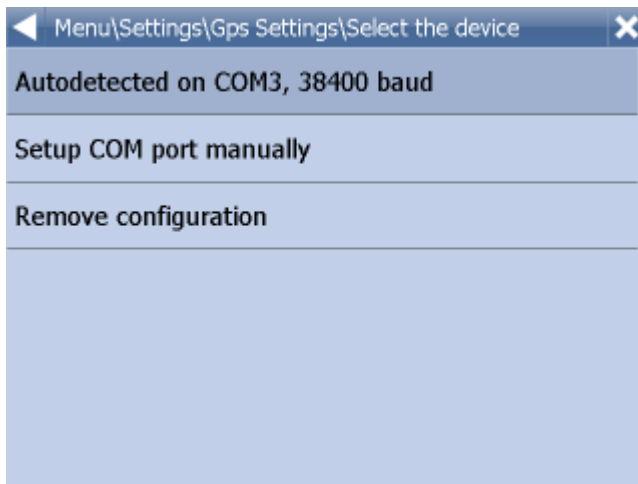 Menu\Settings\Gps Settings\Select the device
Autodetected on COM3, 38400 baud
Setup COM port manually
Remove configuration